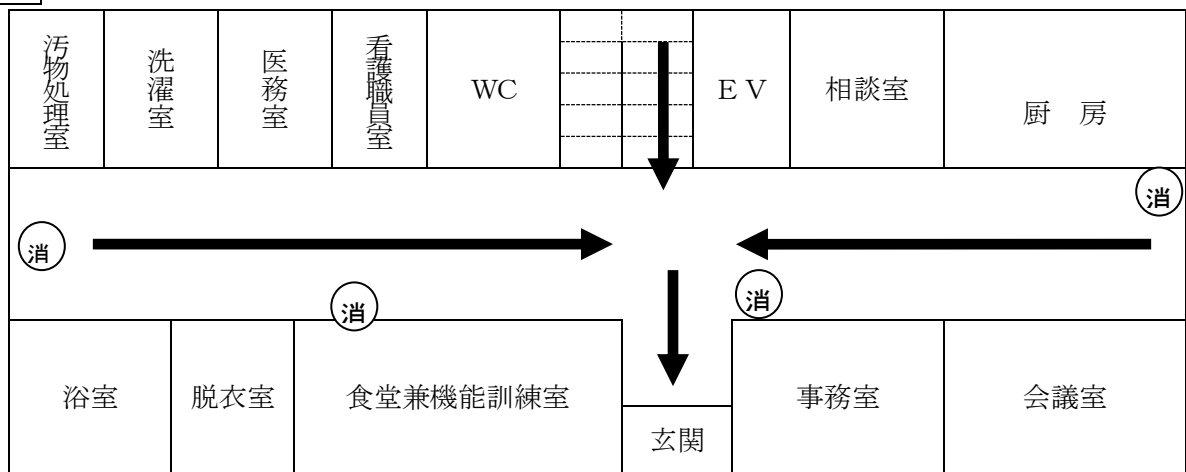 汚物処理室
洗濯室
医務室
看護職員室
WC
ＥＶ
相談室
厨　房
消
消
消
消
浴室
脱衣室
食堂兼機能訓練室
玄関
事務室
会議室